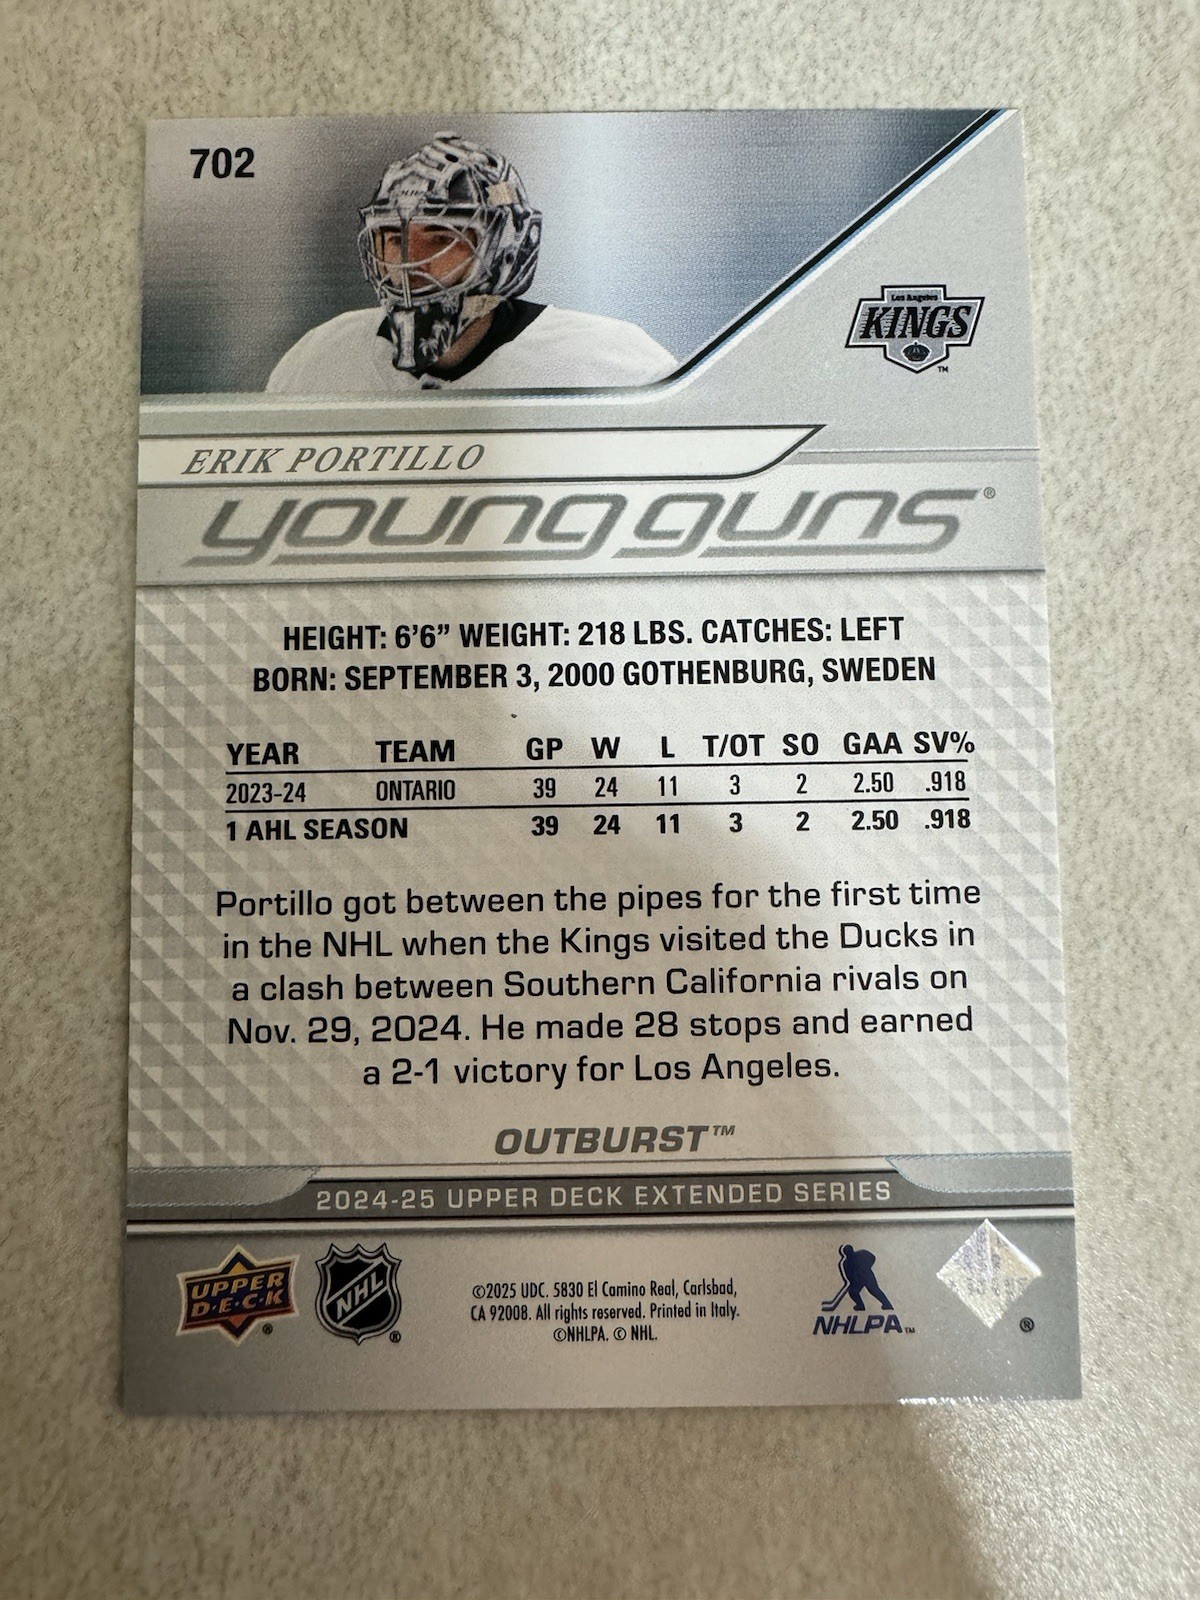 702
Los Angeles
KINGS
™
ERIK PORTILLO
young guns®
HEIGHT: 6'6” WEIGHT: 218 LBS. CATCHES: LEFT
BORN: SEPTEMBER 3, 2000 GOTHENBURG, SWEDEN
YEAR TEAM GP W L T/OT SO GAA SV%
2023-24 ONTARIO 39 24 11 3 2 2.50 .918
1 AHL SEASON 39 24 11 3 2 2.50 .918
Portillo got between the pipes for the first time
in the NHL when the Kings visited the Ducks in
a clash between Southern California rivals on
Nov. 29, 2024. He made 28 stops and earned
a 2-1 victory for Los Angeles.
OUTBURST™
2024-25 UPPER DECK EXTENDED SERIES
UPPER
D·E·C·K
®
NHL
®
©2025 UDC. 5830 El Camino Real, Carlsbad,
CA 92008. All rights reserved. Printed in Italy.
©NHLPA. © NHL.
NHLPA™
®